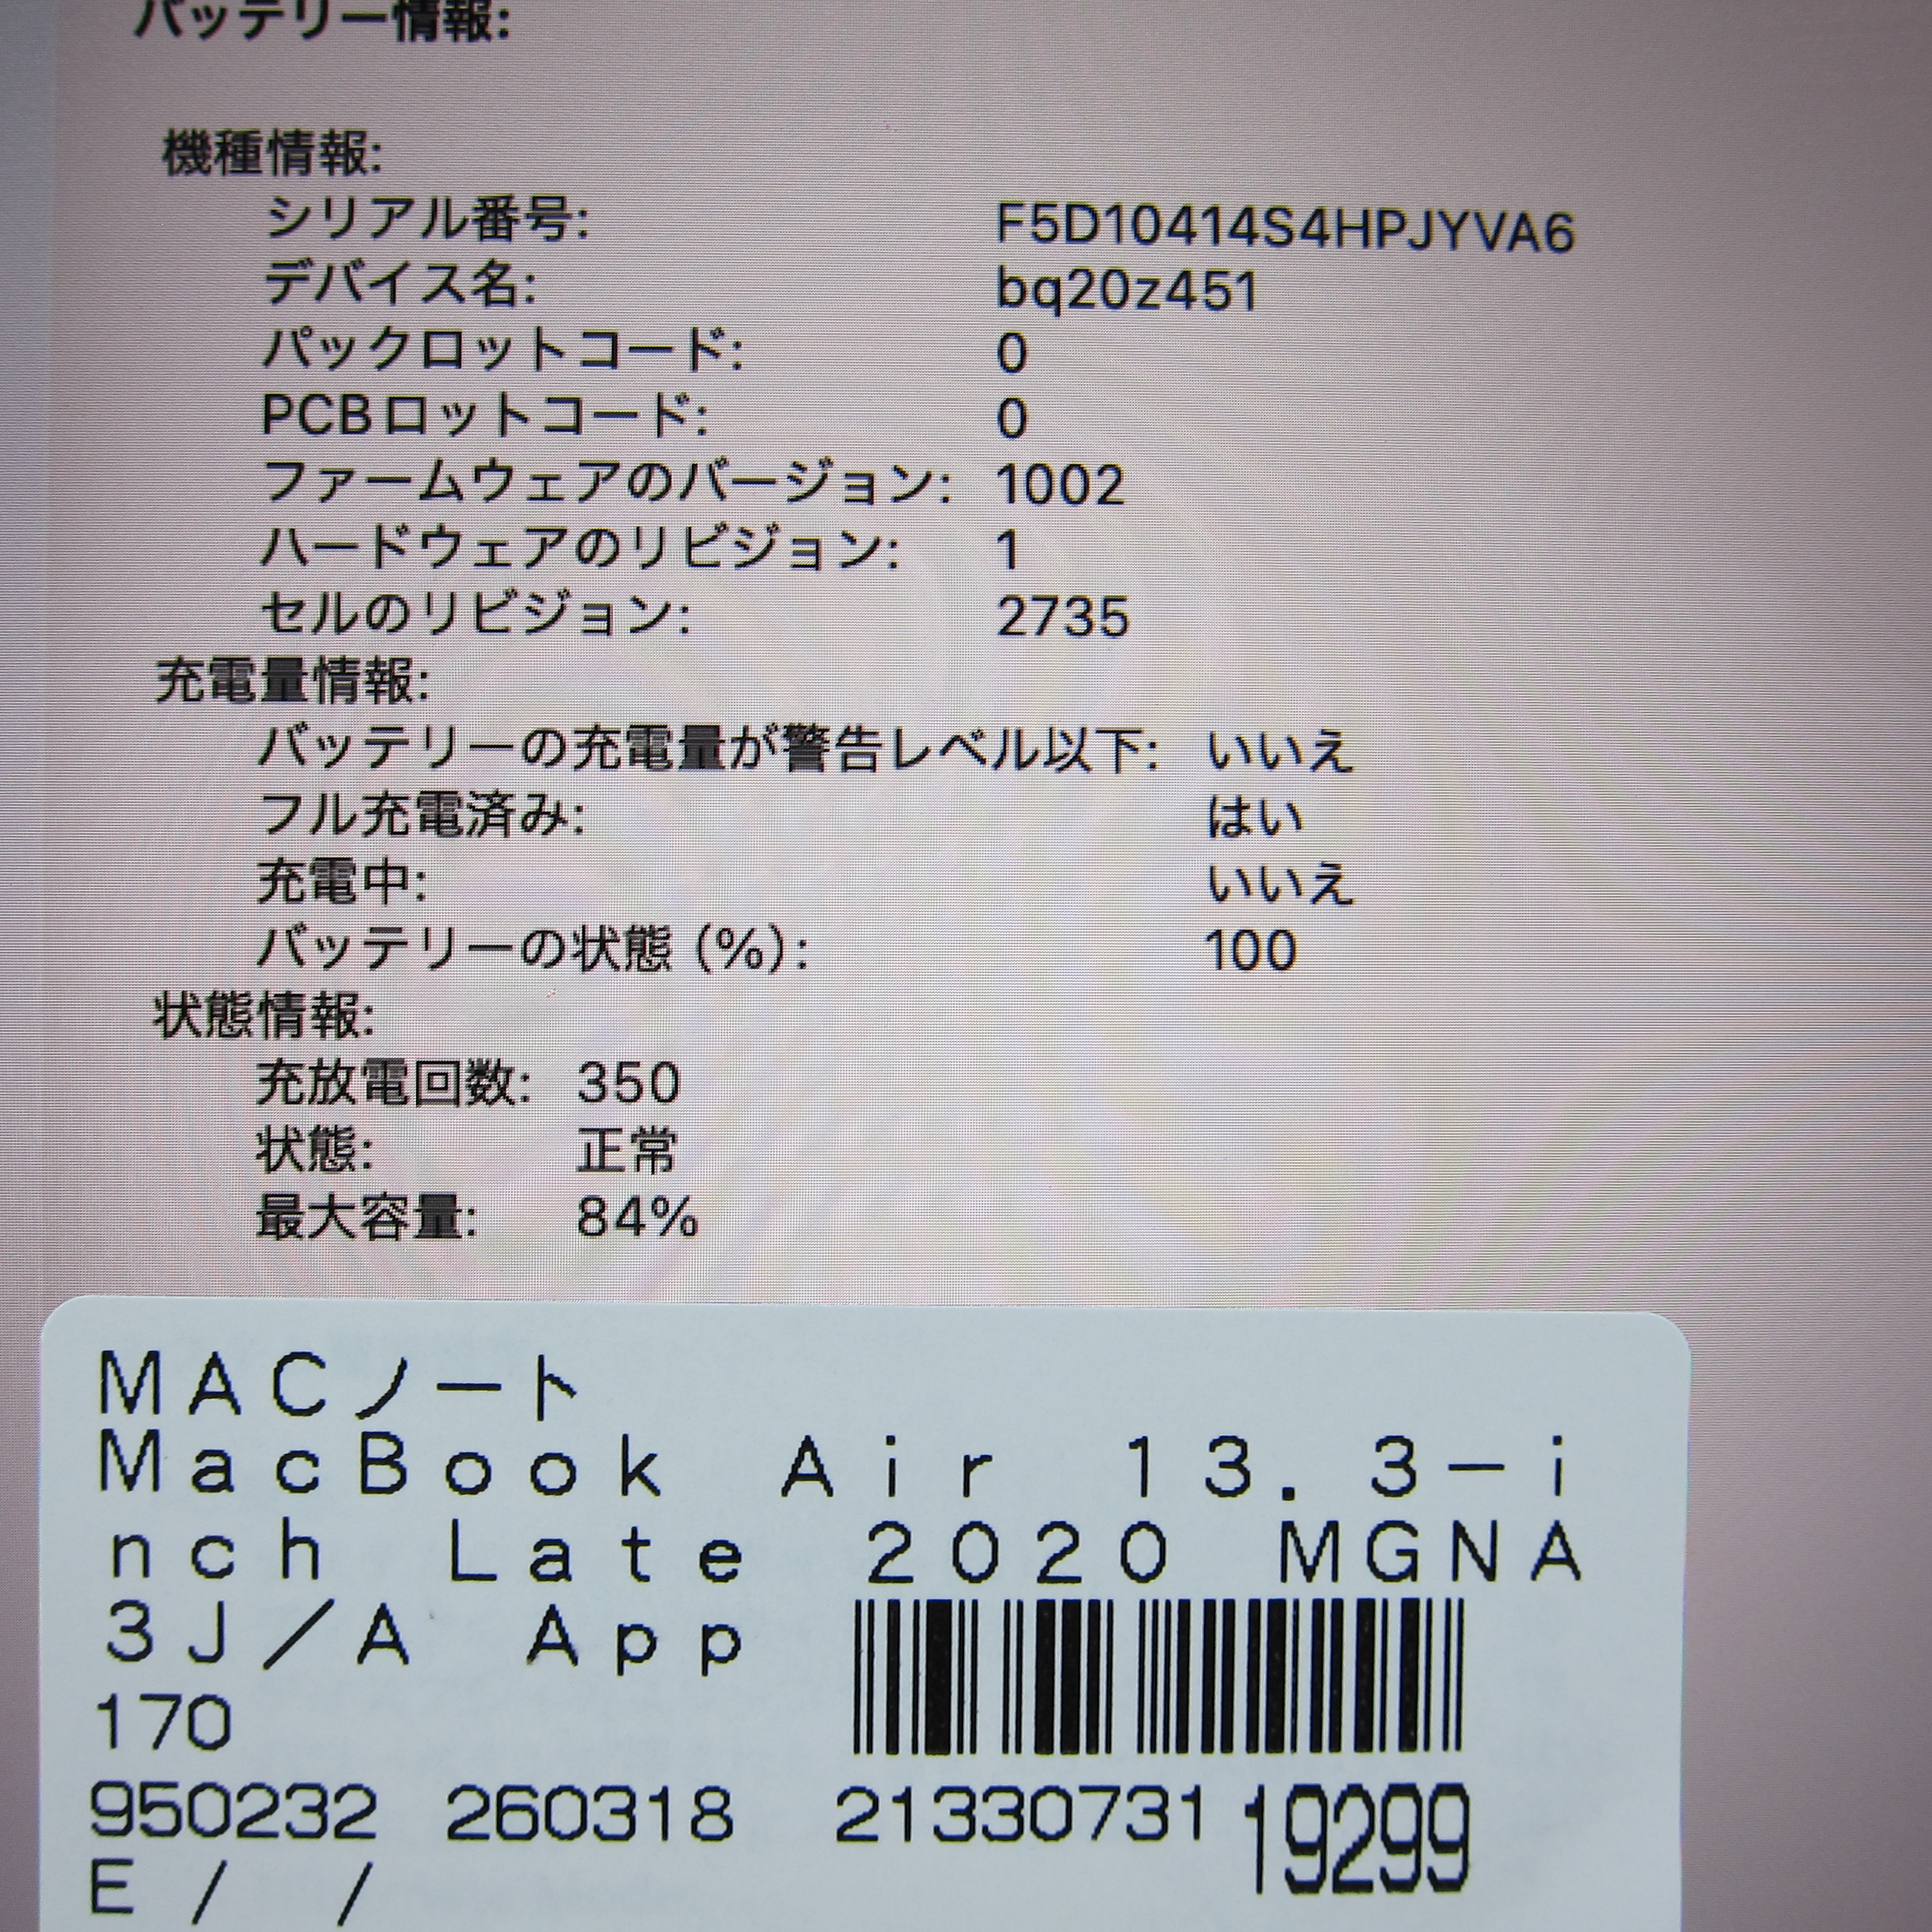 バッテリー情報:
機種情報:
シリアル番号: F5D10414S4HPJYVA6
デバイス名: bq20z451
パックロットコード: 0
PCBロットコード: 0
ファームウェアのバージョン: 1002
ハードウェアのリビジョン: 1
セルのリビジョン: 2735
充電量情報:
バッテリーの充電量が警告レベル以下: いいえ
フル充電済み: はい
充電中: いいえ
バッテリーの状態 (%): 100
状態情報:
充放電回数: 350
状態: 正常
最大容量: 84%
MACノート
MacBook Air 13.3-i
nch Late 2020 MGNA
3J/A App
170
950232 260318 21330731 19299
E / /